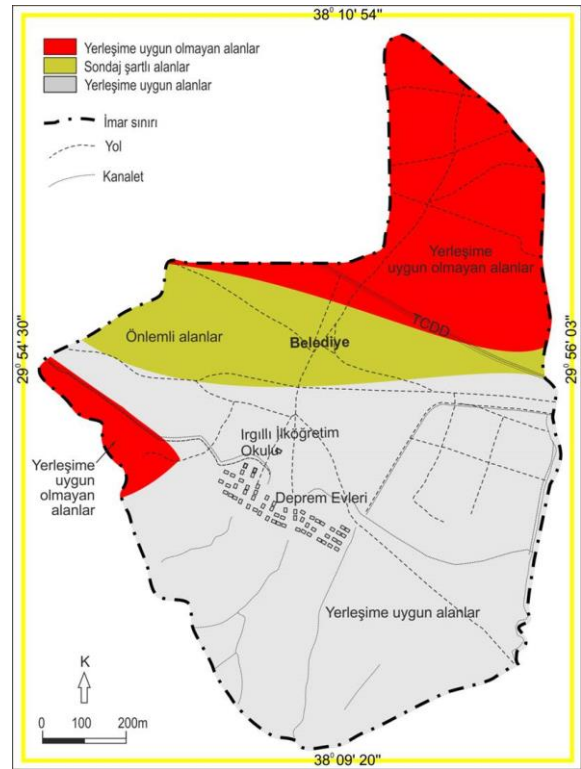 38° 10' 54"
Yerleşime uygun olmayan alanlar
Sondaj şartlı alanlar
Yerleşime uygun alanlar
İmar sınırı
Yol
Kanalet
Yerleşime
uygun olmayan alanlar
TCDD
29° 54' 30"
29° 56' 03"
Önlemli alanlar
Belediye
Irgıllı İlköğretim
Okulu
Yerleşime
uygun
olmayan
alanlar
Deprem Evleri
Yerleşime uygun alanlar
K
0 100 200m
38° 09' 20"